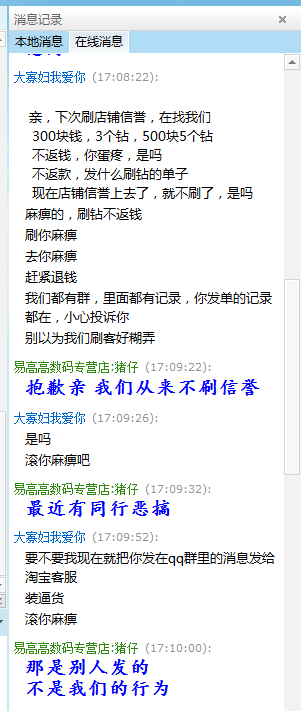 消息记录
本地消息 在线消息
大寡妇我爱你 (17:08:22):
亲，下次刷店铺信誉，在找我们
300块钱，3个钻，500块5个钻
不返钱，你蛋疼，是吗
不返款，发什么刷钻的单子
现在店铺信誉上去了，就不刷了，是吗
麻痹的，刷钻不返钱
刷你麻痹
去你麻痹
赶紧退钱
我们都有群，里面都有记录，你发单的记录
都在，小心投诉你
别以为我们刷客好糊弄
易高高数码专营店:猪仔 (17:09:22):
抱歉亲 我们从来不刷信誉
大寡妇我爱你 (17:09:26):
是吗
滚你麻痹吧
易高高数码专营店:猪仔 (17:09:32):
最近有同行恶搞
大寡妇我爱你 (17:09:52):
要不要我现在就把你发在qq群里的消息发给
淘宝客服
装逼货
滚你麻痹
易高高数码专营店:猪仔 (17:10:00):
那是别人发的
不是我们的行为